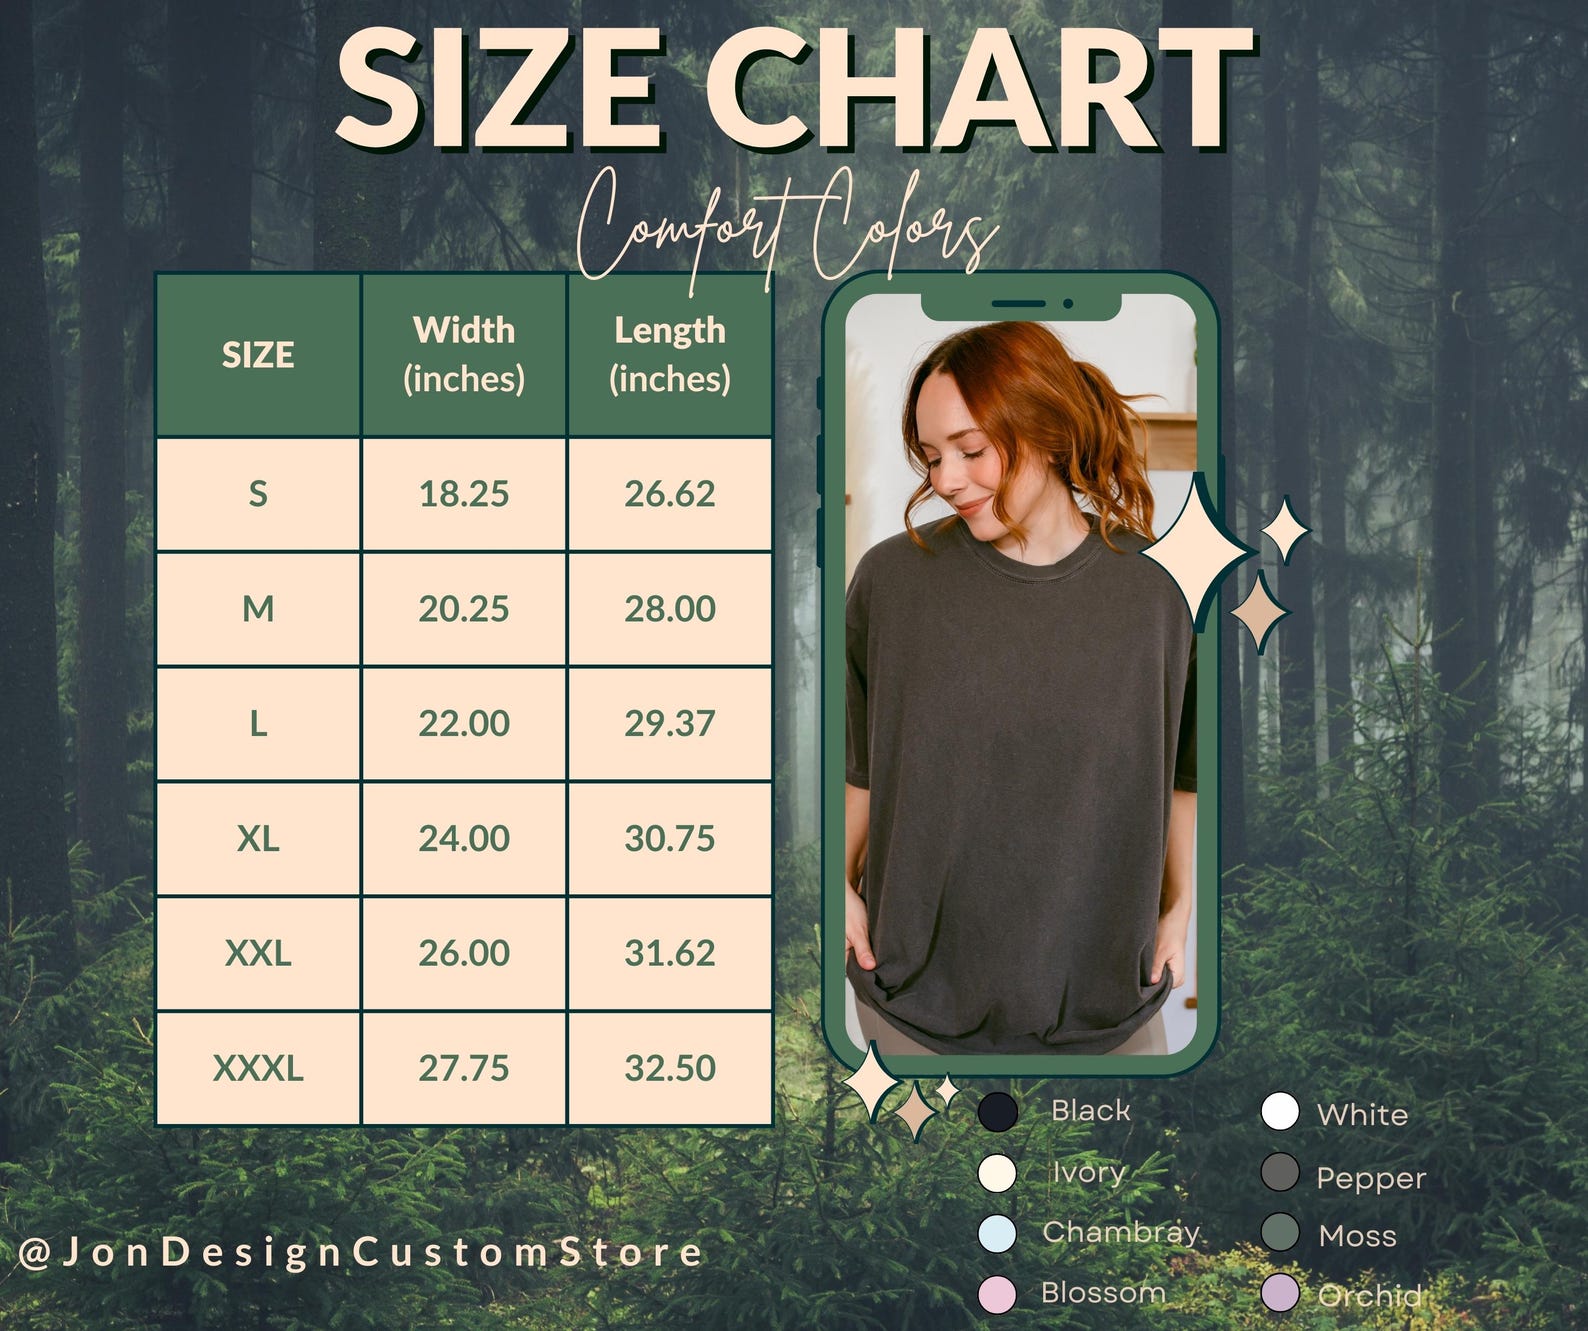 SIZE CHART
Comfort Colors
SIZE Width (inches) Length (inches)
S 18.25 26.62
M 20.25 28.00
L 22.00 29.37
XL 24.00 30.75
XXL 26.00 31.62
XXXL 27.75 32.50
Black White
Ivory Pepper
Chambray Moss
Blossom Orchid
@JonDesignCustomStore